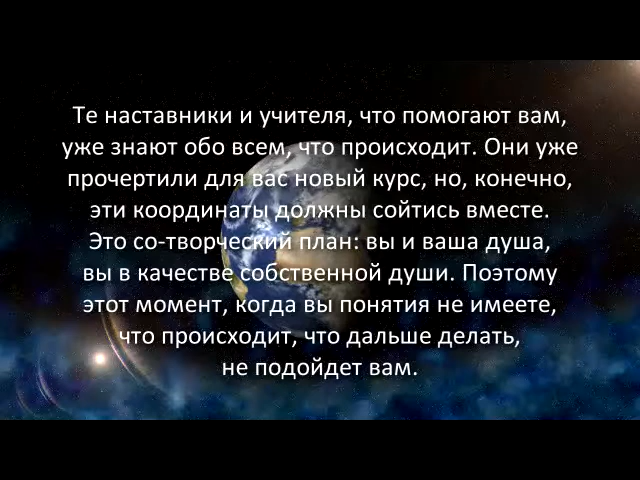 Те наставники и учителя, что помогают вам,
уже знают обо всем, что происходит. Они уже
прочертили для вас новый курс, но, конечно,
эти координаты должны сойтись вместе.
Это со-творческий план: вы и ваша душа,
вы в качестве собственной души. Поэтому
этот момент, когда вы понятия не имеете,
что происходит, что дальше делать,
не подойдет вам.